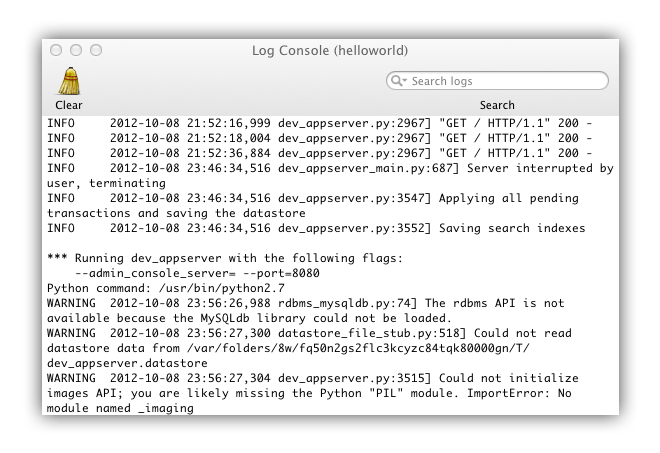 Log Console (helloworld)
Search logs
Clear
Search
INFO     2012-10-08 21:52:16,999 dev_appserver.py:2967] "GET / HTTP/1.1" 200 -
INFO     2012-10-08 21:52:18,004 dev_appserver.py:2967] "GET / HTTP/1.1" 200 -
INFO     2012-10-08 21:52:36,884 dev_appserver.py:2967] "GET / HTTP/1.1" 200 -
INFO     2012-10-08 23:46:34,516 dev_appserver_main.py:687] Server interrupted by
user, terminating
INFO     2012-10-08 23:46:34,516 dev_appserver.py:3547] Applying all pending
transactions and saving the datastore
INFO     2012-10-08 23:46:34,516 dev_appserver.py:3552] Saving search indexes
*** Running dev_appserver with the following flags:
    --admin_console_server= --port=8080
Python command: /usr/bin/python2.7
WARNING  2012-10-08 23:56:26,988 rdbms_mysqldb.py:74] The rdbms API is not
available because the MySQLdb library could not be loaded.
WARNING  2012-10-08 23:56:27,300 datastore_file_stub.py:518] Could not read
datastore data from /var/folders/8w/fq50n2gs2flc3kcyzc84tqk80000gn/T/
dev_appserver.datastore
WARNING  2012-10-08 23:56:27,304 dev_appserver.py:3515] Could not initialize
images API; you are likely missing the Python "PIL" module. ImportError: No
module named _imaging